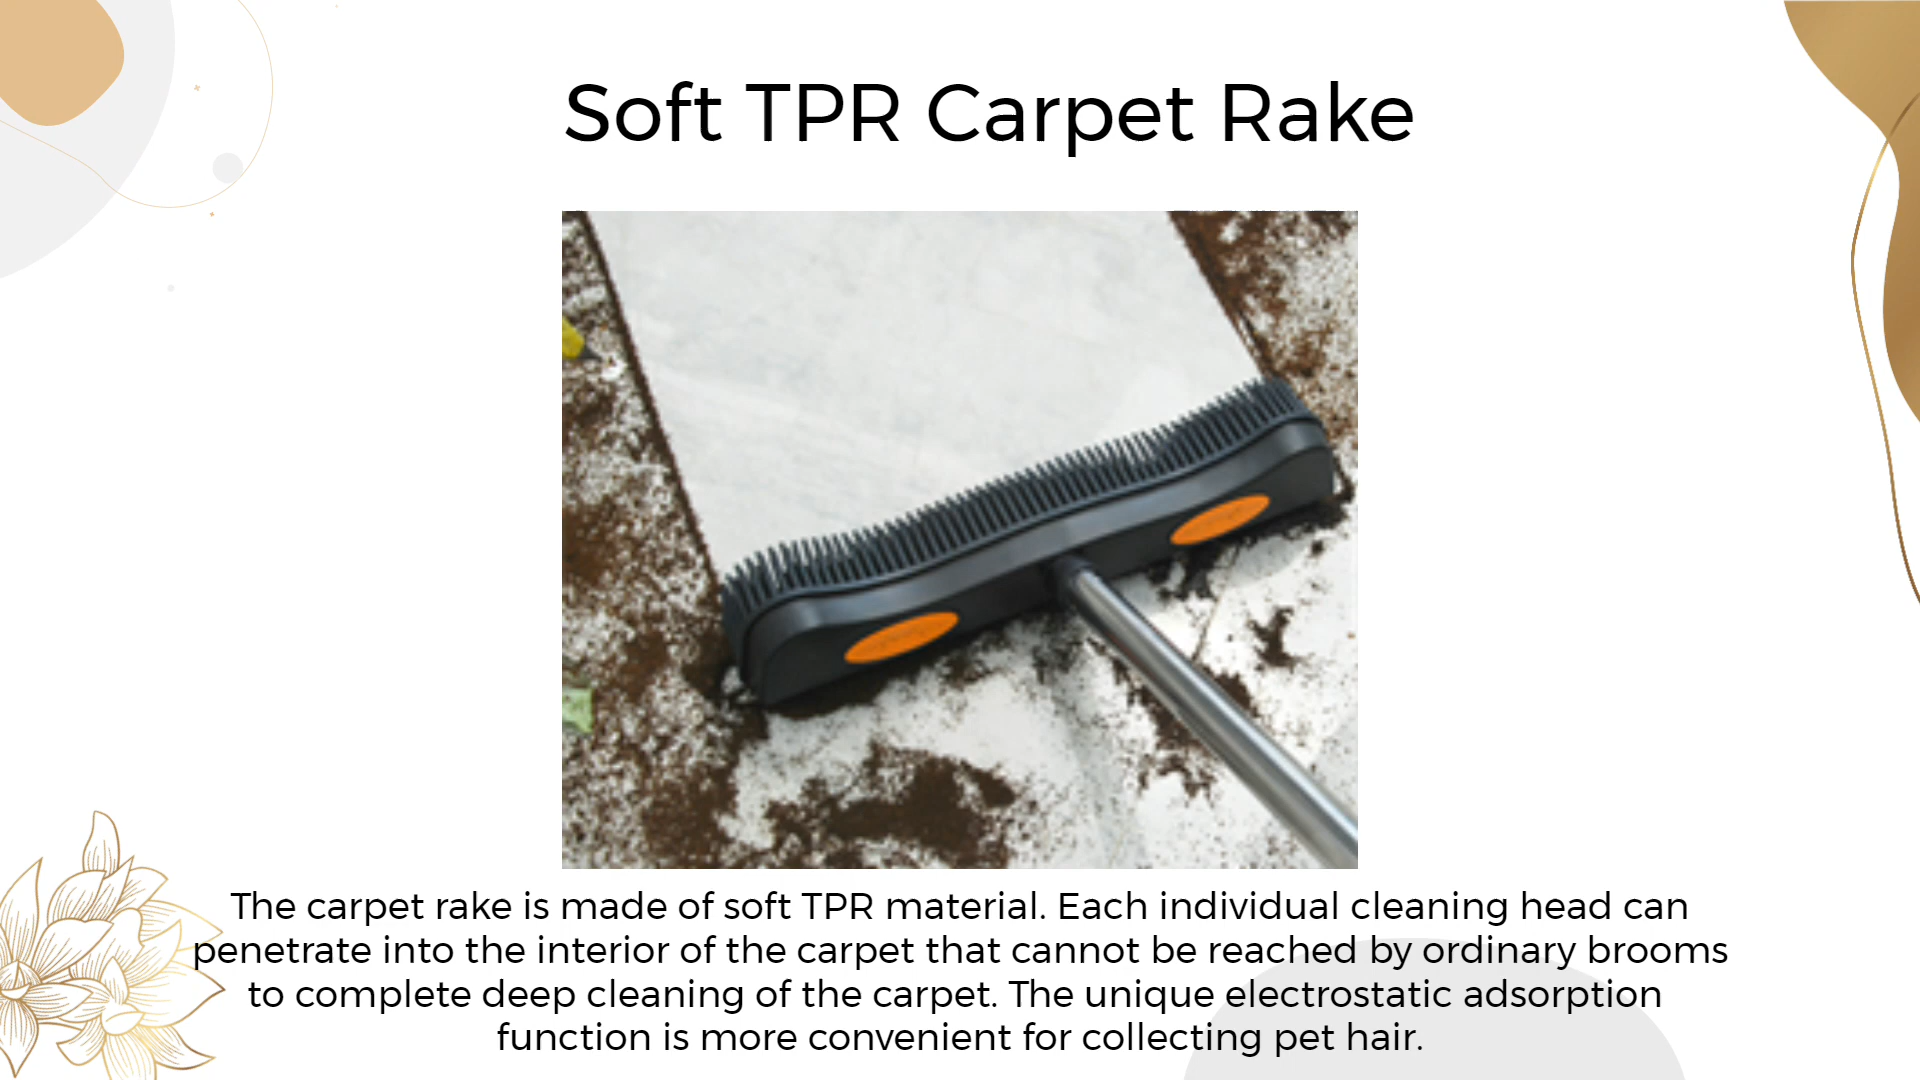 Soft TPR Carpet Rake
The carpet rake is made of soft TPR material. Each individual cleaning head can
penetrate into the interior of the carpet that cannot be reached by ordinary brooms
to complete deep cleaning of the carpet. The unique electrostatic adsorption
function is more convenient for collecting pet hair.